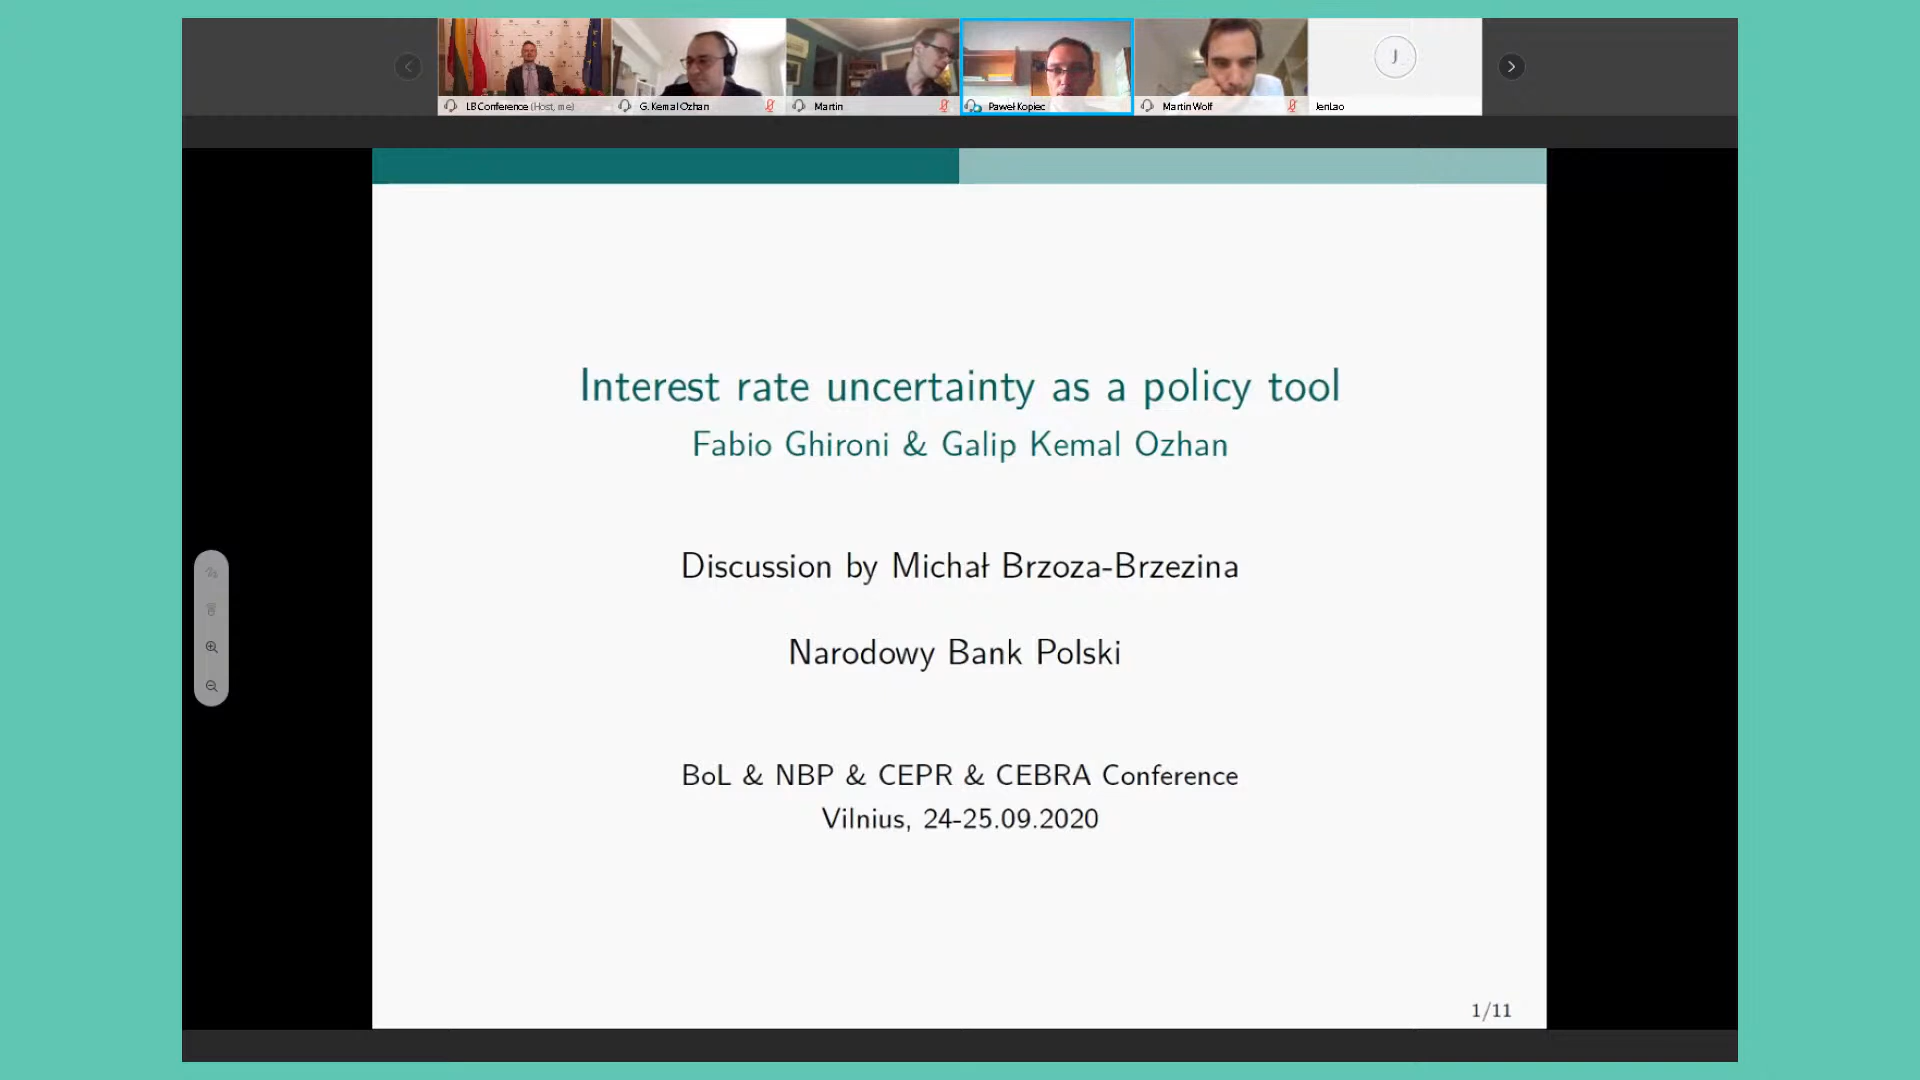 LB Conference (Host, me)
G. Kemal Ozhan
Martin
Paweł Kopiec
Martin Wolf
J
JenLao
Interest rate uncertainty as a policy tool
Fabio Ghironi & Galip Kemal Ozhan
Discussion by Michał Brzoza-Brzezina
Narodowy Bank Polski
BoL & NBP & CEPR & CEBRA Conference
Vilnius, 24-25.09.2020
1/11